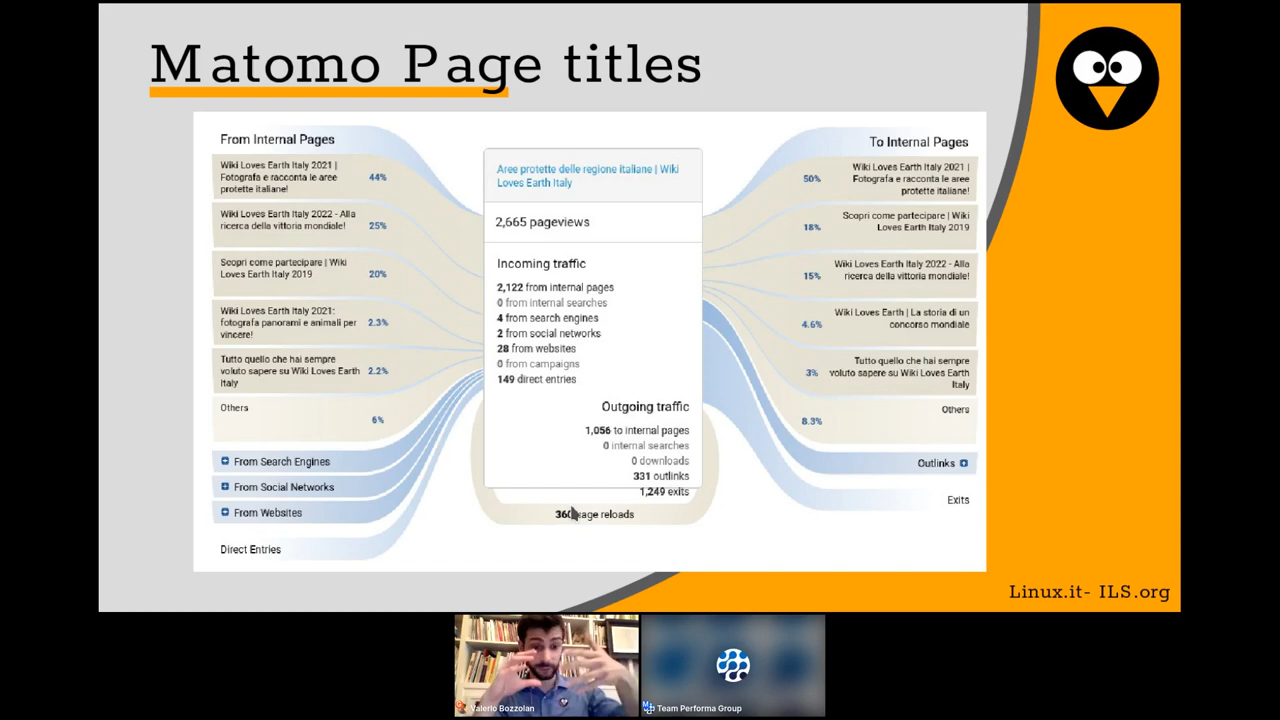 Matomo Page titles
From Internal Pages
Wiki Loves Earth Italy 2021 |
Fotografa e racconta le aree
protette italiane!
44%
Wiki Loves Earth Italy 2022 - Alla
ricerca della vittoria mondiale!
25%
Scopri come partecipare | Wiki
Loves Earth Italy 2019
20%
Wiki Loves Earth Italy 2021:
fotografa panorami e animali per
vincere!
2.3%
Tutto quello che hai sempre
voluto sapere su Wiki Loves Earth
Italy
2.2%
Others
6%
From Search Engines
From Social Networks
From Websites
Direct Entries
Aree protette delle regione italiane | Wiki
Loves Earth Italy
2,665 pageviews
Incoming traffic
2,122 from internal pages
0 from internal searches
4 from search engines
2 from social networks
28 from websites
0 from campaigns
149 direct entries
Outgoing traffic
1,056 to internal pages
0 internal searches
0 downloads
331 outlinks
1,249 exits
reloads
To Internal Pages
Wiki Loves Earth Italy 2021 |
Fotografa e racconta le aree
protette italiane!
50%
Scopri come partecipare | Wiki
Loves Earth Italy 2019
18%
Wiki Loves Earth Italy 2022 - Alla
ricerca della vittoria mondiale!
15%
Wiki Loves Earth | La storia di un
concorso mondiale
4.6%
Tutto quello che hai sempre
voluto sapere su Wiki Loves Earth
Italy
3%
Others
8.3%
Outlinks
Exits
Linux.it- ILS.org
Valerio Bozzolan
Team Performa Group